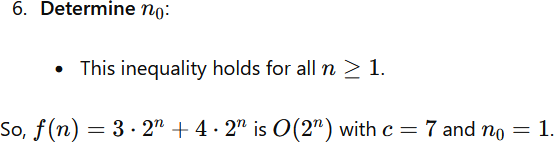 6. Determine n₀:
• This inequality holds for all n ≥ 1.
So, f(n) = 3 · 2ⁿ + 4 · 2ⁿ is O(2ⁿ) with c = 7 and n₀ = 1.